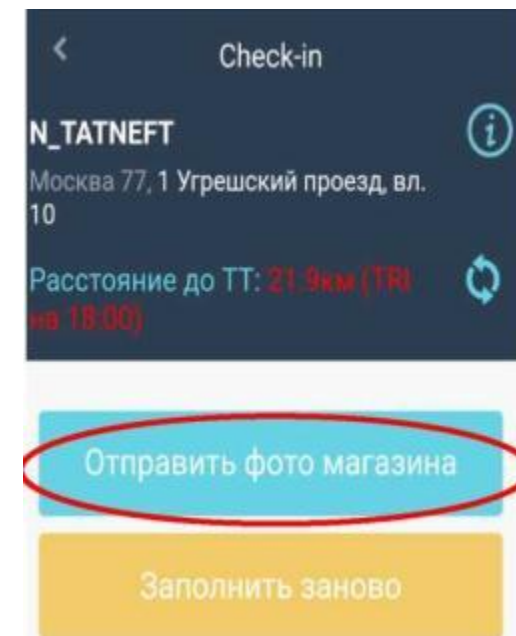 Check-in
N_TATNEFT
Москва 77, 1 Угрешский проезд, вл.
10
Расстояние до ТТ: 21.9км (TRI
на 18:00)
Отправить фото магазина
Заполнить заново